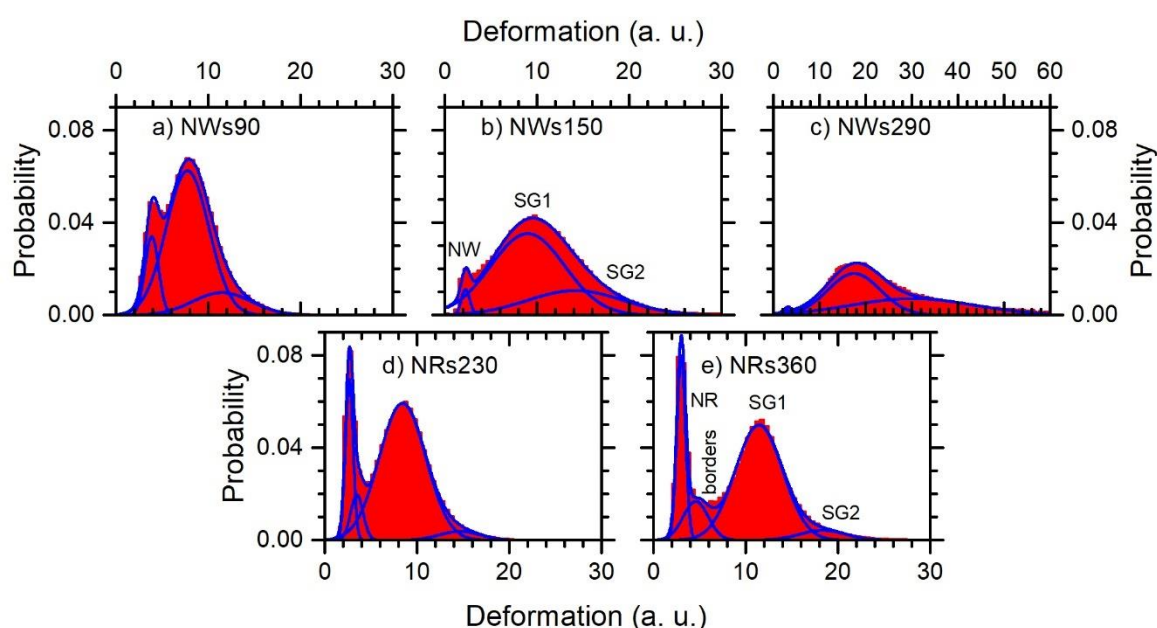 Deformation (a. u.)
0 10 20 30 0 10 20 30 0 10 20 30 40 50 60
a) NWs90 b) NWs150 c) NWs290
0.08 0.08
0.04 0.04
0.00 0.00
Probability
Probability
NW SG1 SG2
d) NRs230 e) NRs360
0.08
0.04
0.00
Probability
NR borders SG1 SG2
0 10 20 30 0 10 20 30
Deformation (a. u.)